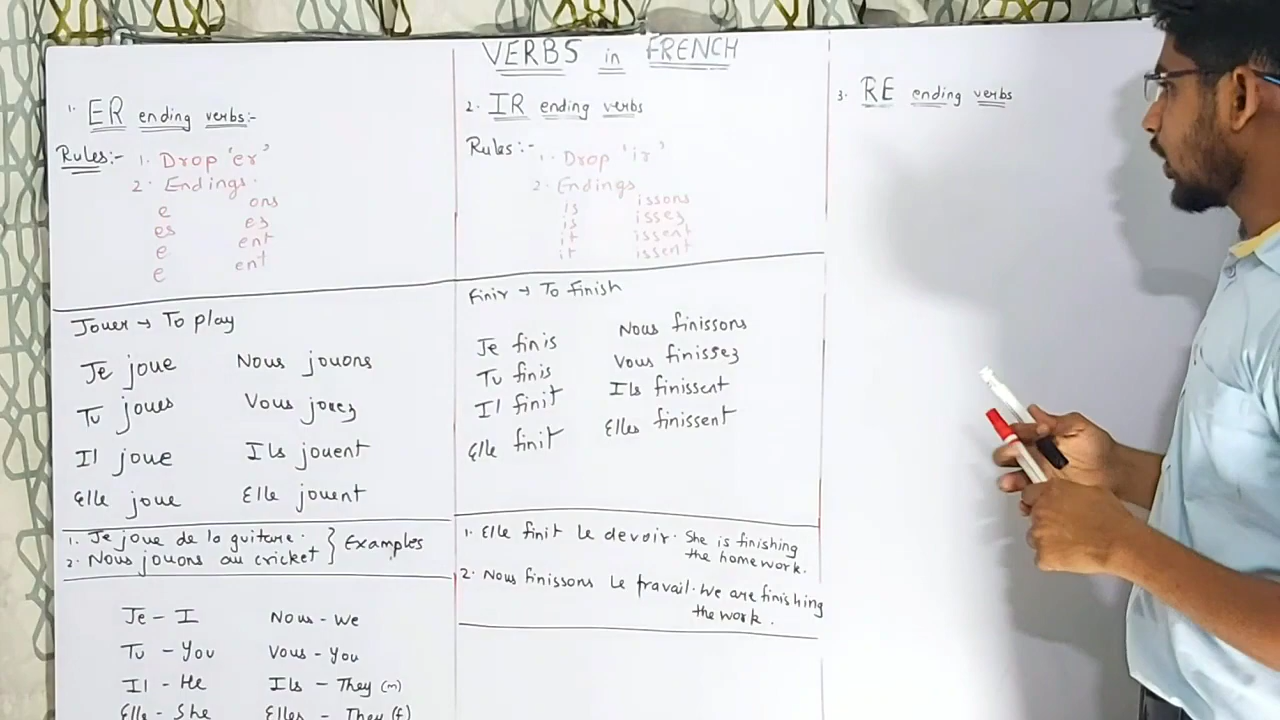 VERBS in FRENCH
1. ER ending verbs:-
Rules:- 1. Drop 'er'
2. Endings.
e ons
es ez
e ent
e ent
Jouer → To play
Je joue Nous jouons
Tu joues Vous jouez
Il joue Ils jouent
Elle joue Elle jouent
1. Je joue de la guitare.
2. Nous jouons au cricket } Examples
Je - I Nous - We
Tu - You Vous - You
Il - He Ils - They (m)
Elle - She Elles - They (f)
2. IR ending verbs
Rules:- 1. Drop 'ir'
2. Endings
is issons
is issez
it issent
it issent
Finir → To Finish
Je finis Nous finissons
Tu finis Vous finissez
Il finit Ils finissent
Elle finit Elles finissent
1. Elle finit le devoir. She is finishing
the homework.
2. Nous finissons le travail. We are finishing
the work.
3. RE ending verbs